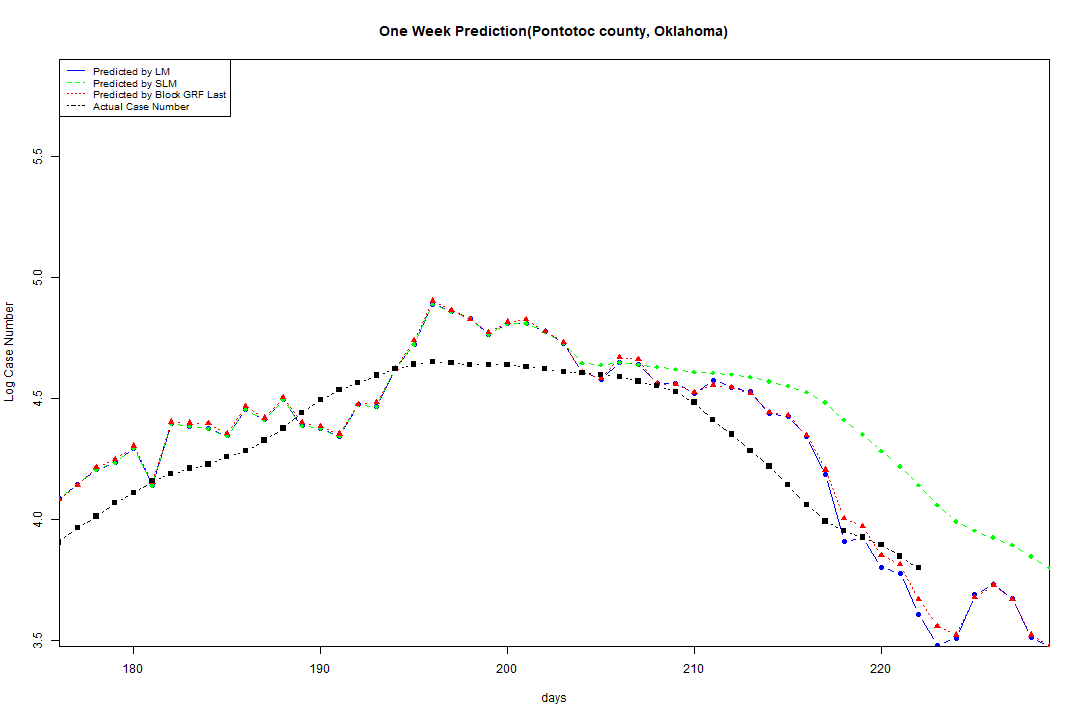 One Week Prediction(Pontotoc county, Oklahoma)
Predicted by LM
Predicted by SLM
Predicted by Block GRF Last
Actual Case Number
5.5
5.0
4.5
4.0
3.5
Log Case Number
180 190 200 210 220
days